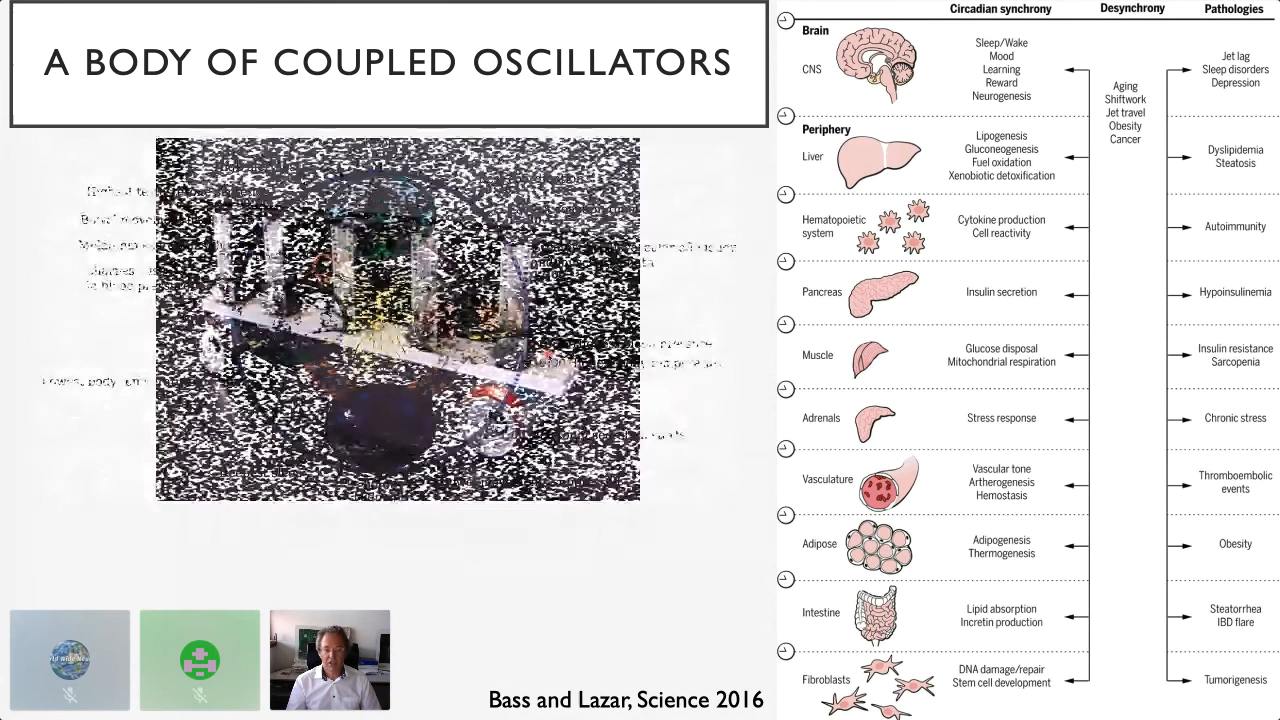 A BODY OF COUPLED OSCILLATORS
Bass and Lazar, Science 2016
Circadian synchrony Desynchrony Pathologies
Brain
CNS
Sleep/Wake
Mood
Learning
Reward
Neurogenesis
Aging
Shiftwork
Jet travel
Obesity
Cancer
Jet lag
Sleep disorders
Depression
Periphery
Liver
Lipogenesis
Gluconeogenesis
Fuel oxidation
Xenobiotic detoxification
Dyslipidemia
Steatosis
Hematopoietic
system
Cytokine production
Cell reactivity
Autoimmunity
Pancreas
Insulin secretion
Hypoinsulinemia
Muscle
Glucose disposal
Mitochondrial respiration
Insulin resistance
Sarcopenia
Adrenals
Stress response
Chronic stress
Vasculature
Vascular tone
Artherogenesis
Hemostasis
Thromboembolic
events
Adipose
Adipogenesis
Thermogenesis
Obesity
Intestine
Lipid absorption
Incretin production
Steatorrhea
IBD flare
Fibroblasts
DNA damage/repair
Stem cell development
Tumorigenesis